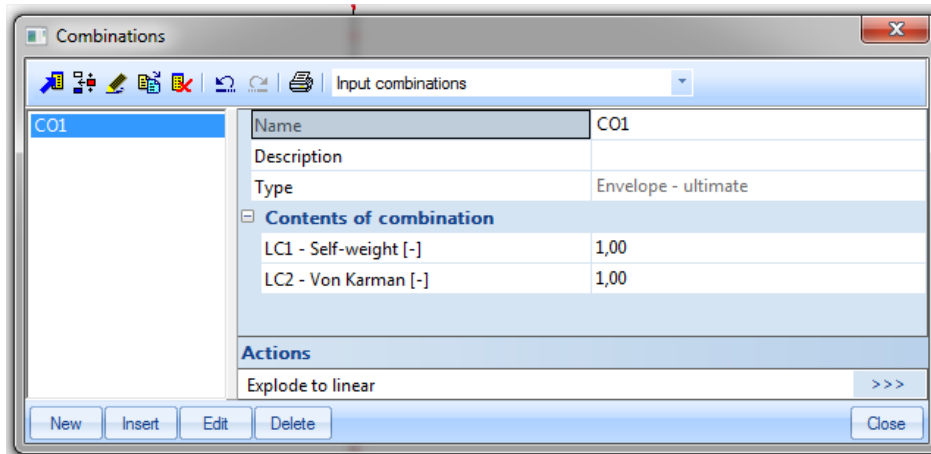 Combinations
Input combinations
CO1
Name CO1
Description
Type Envelope - ultimate
Contents of combination
LC1 - Self-weight [-] 1,00
LC2 - Von Karman [-] 1,00
Actions
Explode to linear >>>
New Insert Edit Delete Close